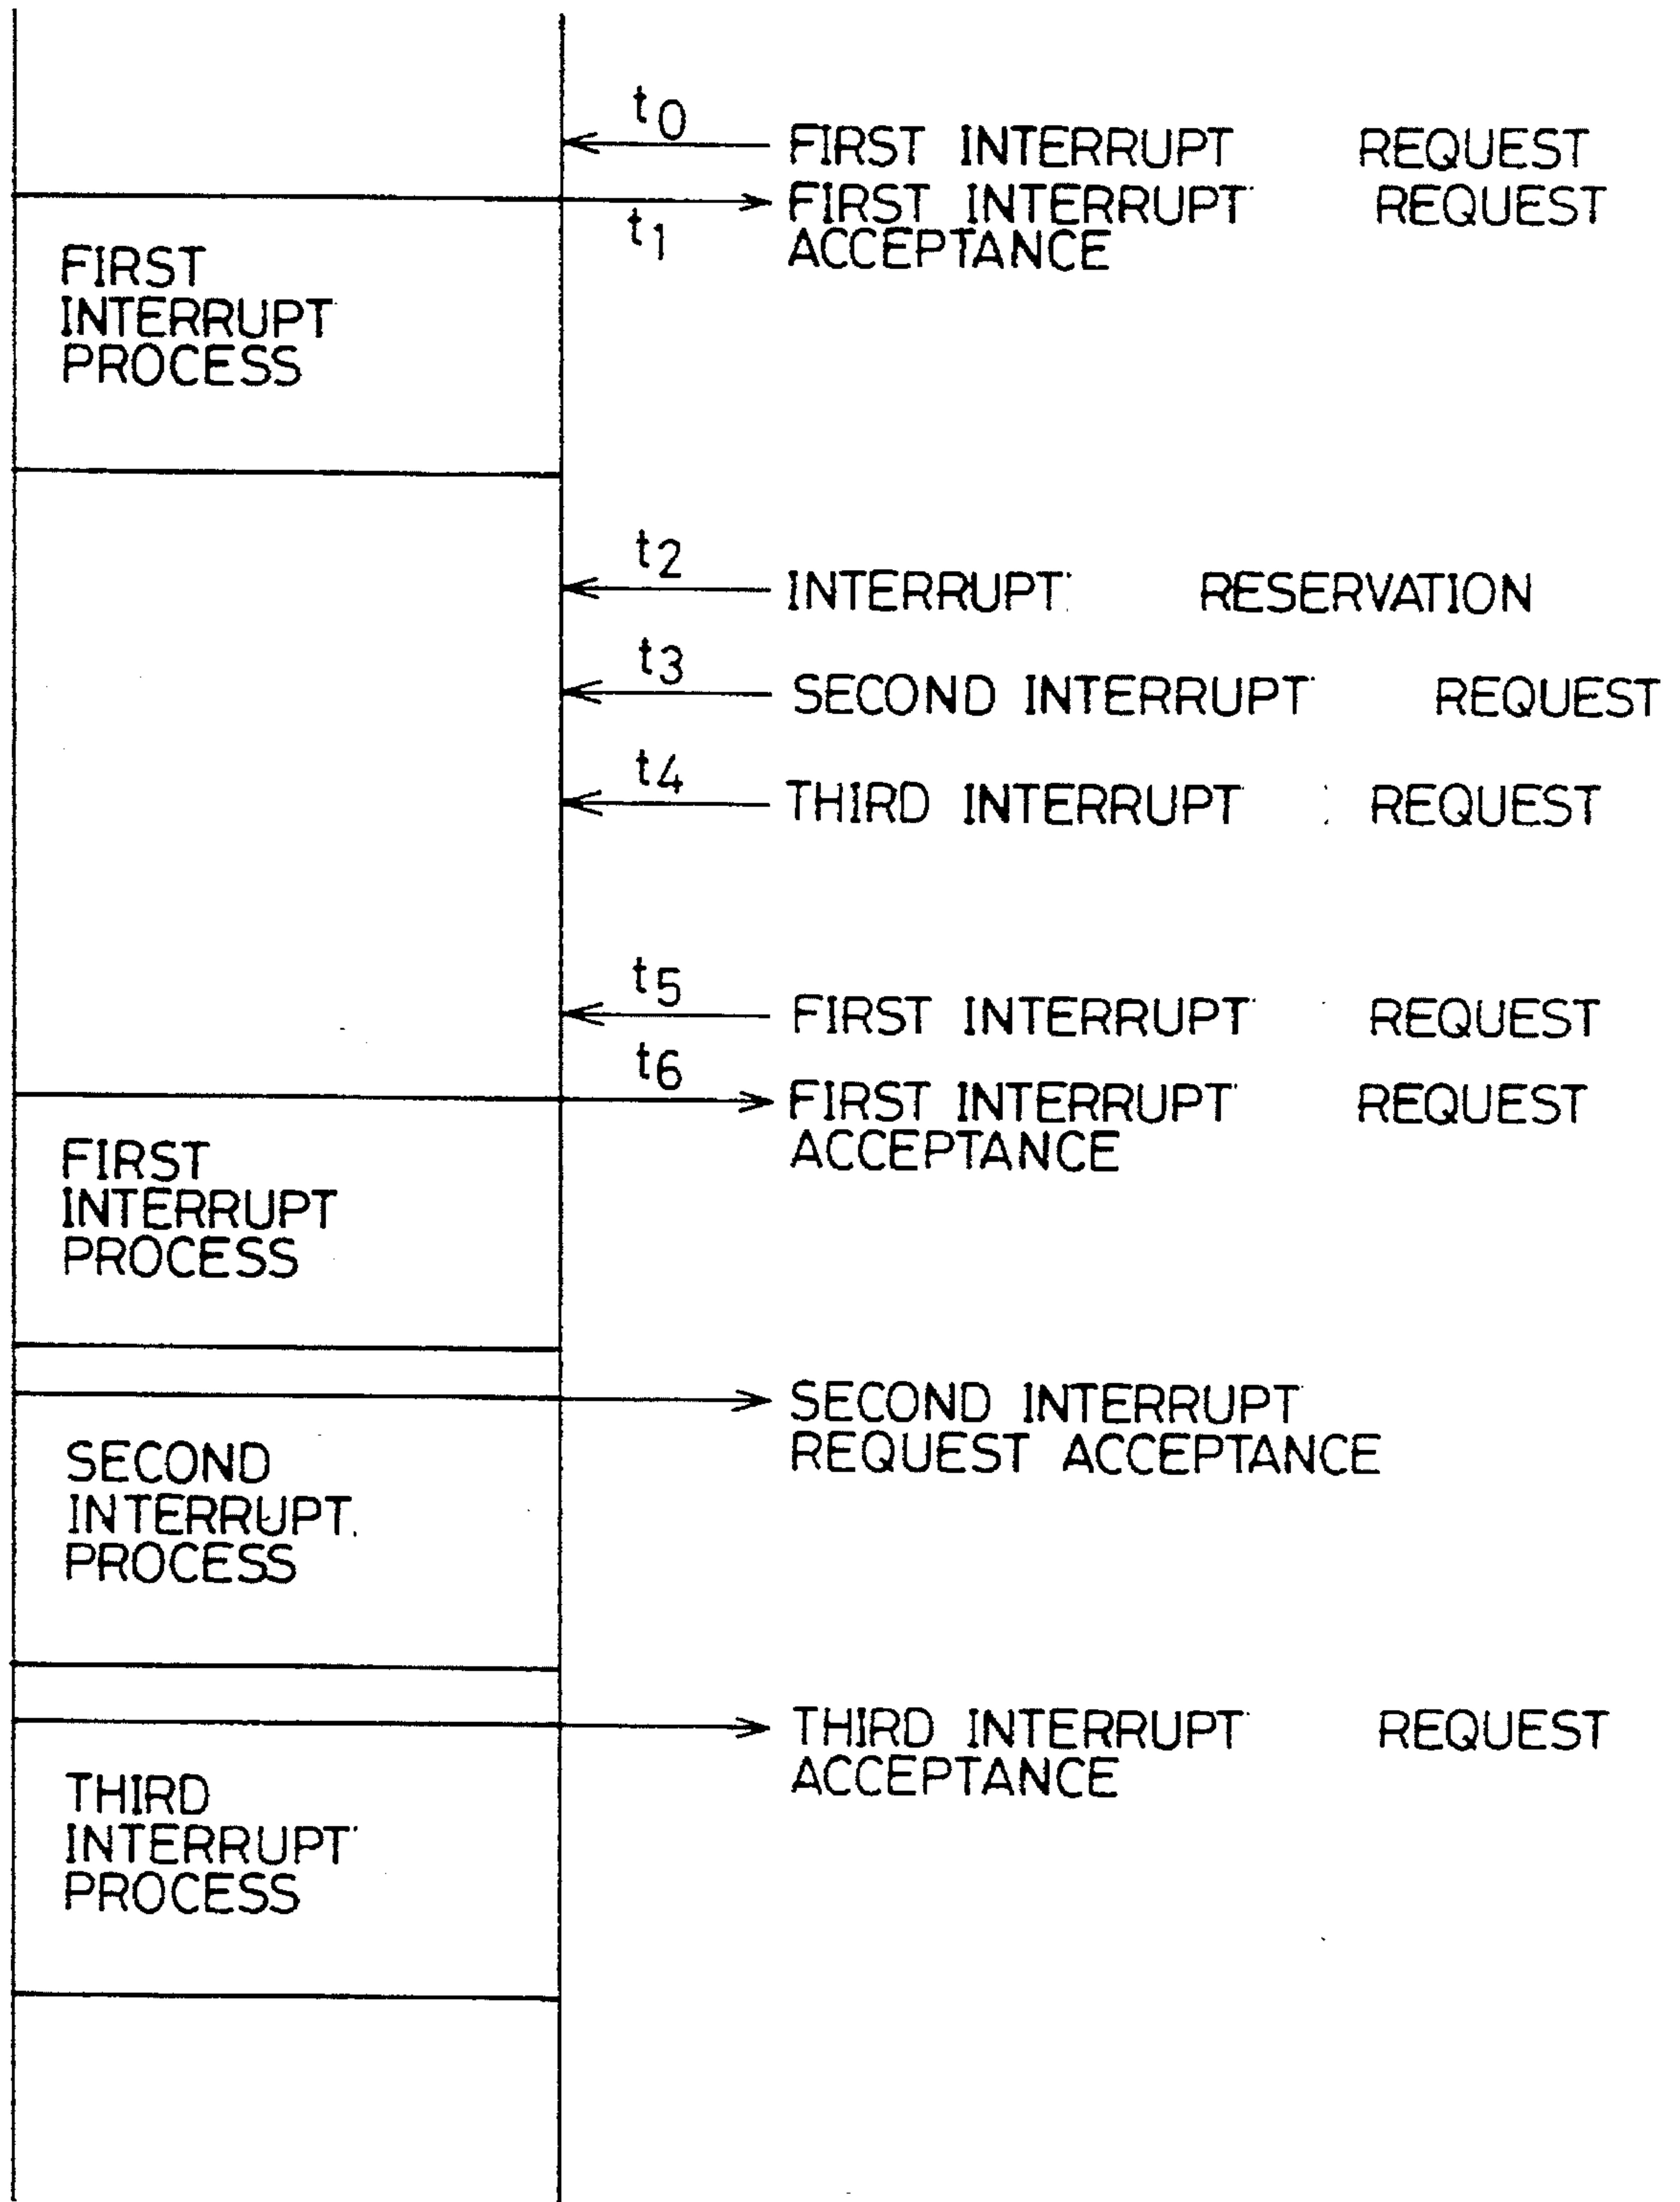 t0
FIRST INTERRUPT REQUEST
FIRST INTERRUPT REQUEST
t1
ACCEPTANCE
FIRST
INTERRUPT
PROCESS
t2
INTERRUPT RESERVATION
t3
SECOND INTERRUPT REQUEST
t4
THIRD INTERRUPT REQUEST
t5
FIRST INTERRUPT REQUEST
t6
FIRST INTERRUPT REQUEST
ACCEPTANCE
FIRST
INTERRUPT
PROCESS
SECOND INTERRUPT
REQUEST ACCEPTANCE
SECOND
INTERRUPT
PROCESS
THIRD INTERRUPT REQUEST
ACCEPTANCE
THIRD
INTERRUPT
PROCESS